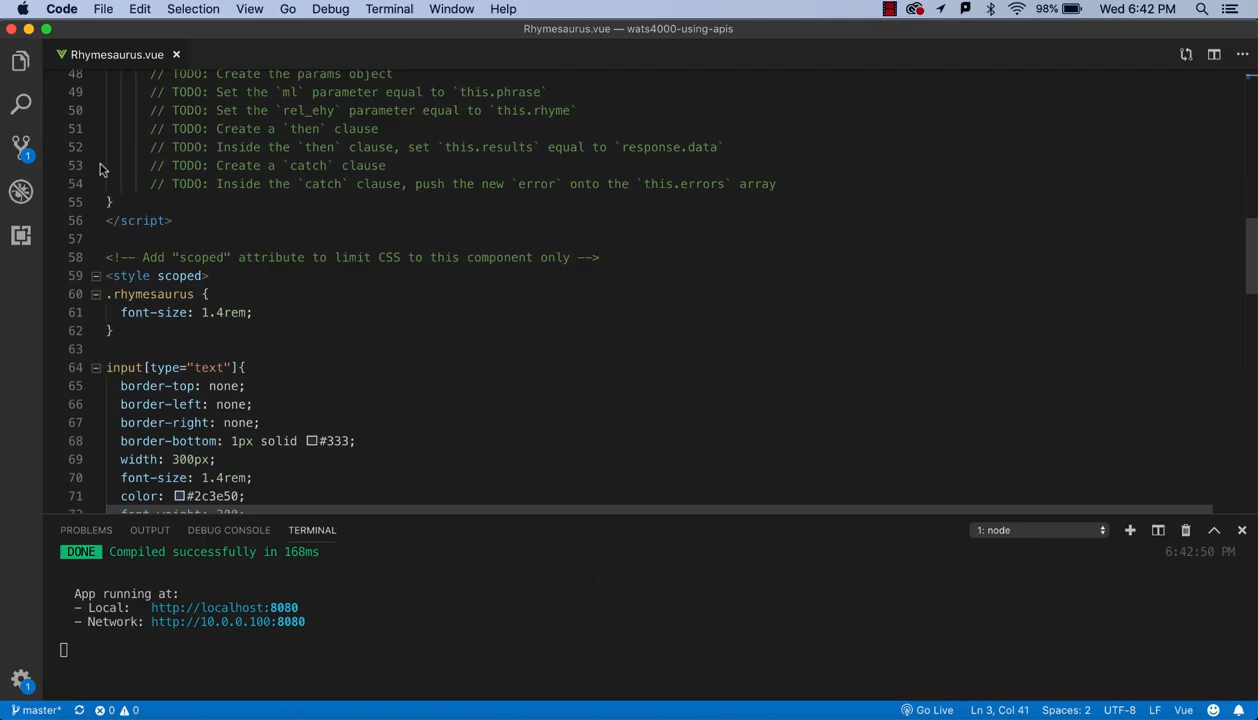 Code File Edit Selection View Go Debug Terminal Window Help 98% Wed 6:42 PM
Rhymesaurus.vue — wats4000-using-apis
Rhymesaurus.vue
48 // TODO: Create the params object
49 // TODO: Set the `ml` parameter equal to `this.phrase`
50 // TODO: Set the `rel_ehy` parameter equal to `this.rhyme`
51 // TODO: Create a `then` clause
52 // TODO: Inside the `then` clause, set `this.results` equal to `response.data`
53 // TODO: Create a `catch` clause
54 // TODO: Inside the `catch` clause, push the new `error` onto the `this.errors` array
55 }
56 </script>
57
58 <!-- Add "scoped" attribute to limit CSS to this component only -->
59 <style scoped>
60 .rhymesaurus {
61 font-size: 1.4rem;
62 }
63
64 input[type="text"]{
65 border-top: none;
66 border-left: none;
67 border-right: none;
68 border-bottom: 1px solid #333;
69 width: 300px;
70 font-size: 1.4rem;
71 color: #2c3e50;
72 font-weight: 300;
PROBLEMS OUTPUT DEBUG CONSOLE TERMINAL 1: node
DONE Compiled successfully in 168ms 6:42:50 PM
App running at:
- Local: http://localhost:8080
- Network: http://10.0.0.100:8080
master* 0 0 Go Live Ln 3, Col 41 Spaces: 2 UTF-8 LF Vue
1
1